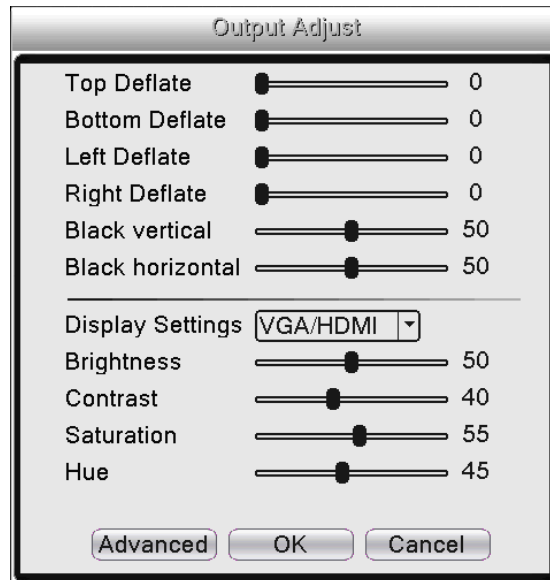 Output Adjust
Top Deflate 0
Bottom Deflate 0
Left Deflate 0
Right Deflate 0
Black vertical 50
Black horizontal 50
Display Settings VGA/HDMI
Brightness 50
Contrast 40
Saturation 55
Hue 45
Advanced OK Cancel